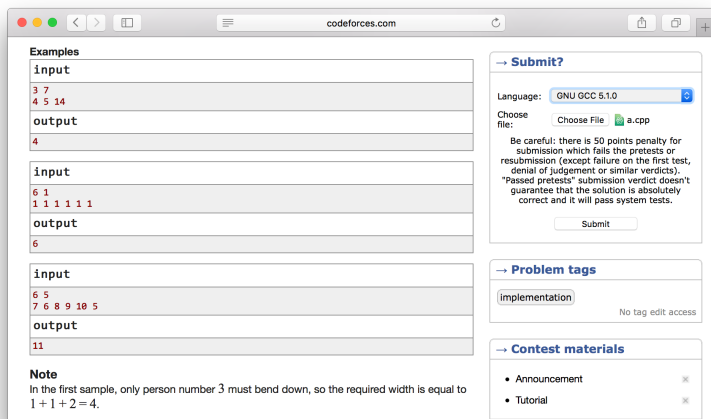 codeforces.com
Examples
input
3 7
4 5 14
output
4
input
6 1
1 1 1 1 1 1
output
6
input
6 5
7 6 8 9 10 5
output
11
Note
In the first sample, only person number 3 must bend down, so the required width is equal to
1 + 1 + 2 = 4.
→ Submit?
Language: GNU GCC 5.1.0
Choose
file: Choose File a.cpp
Be careful: there is 50 points penalty for
submission which fails the pretests or
resubmission (except failure on the first test,
denial of judgement or similar verdicts).
"Passed pretests" submission verdict doesn't
guarantee that the solution is absolutely
correct and it will pass system tests.
Submit
→ Problem tags
implementation
No tag edit access
→ Contest materials
• Announcement
• Tutorial